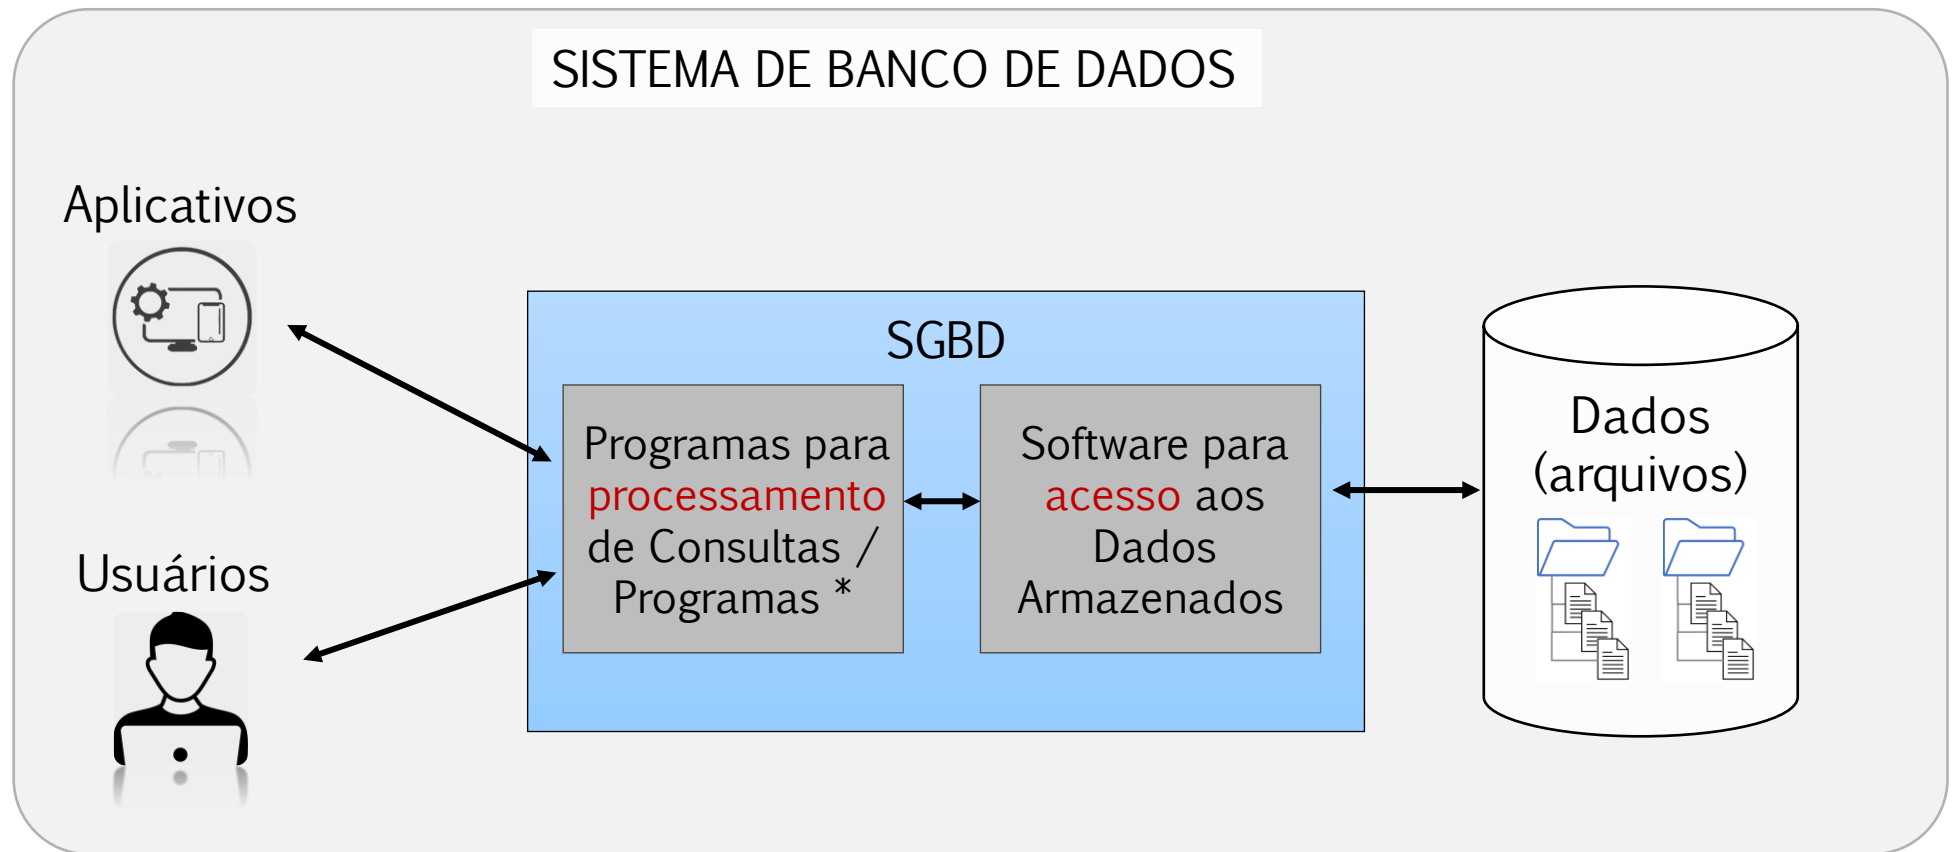 SISTEMA DE BANCO DE DADOS
Aplicativos
Usuários
SGBD
Programas para
processamento
de Consultas /
Programas *
Software para
acesso aos
Dados
Armazenados
Dados
(arquivos)